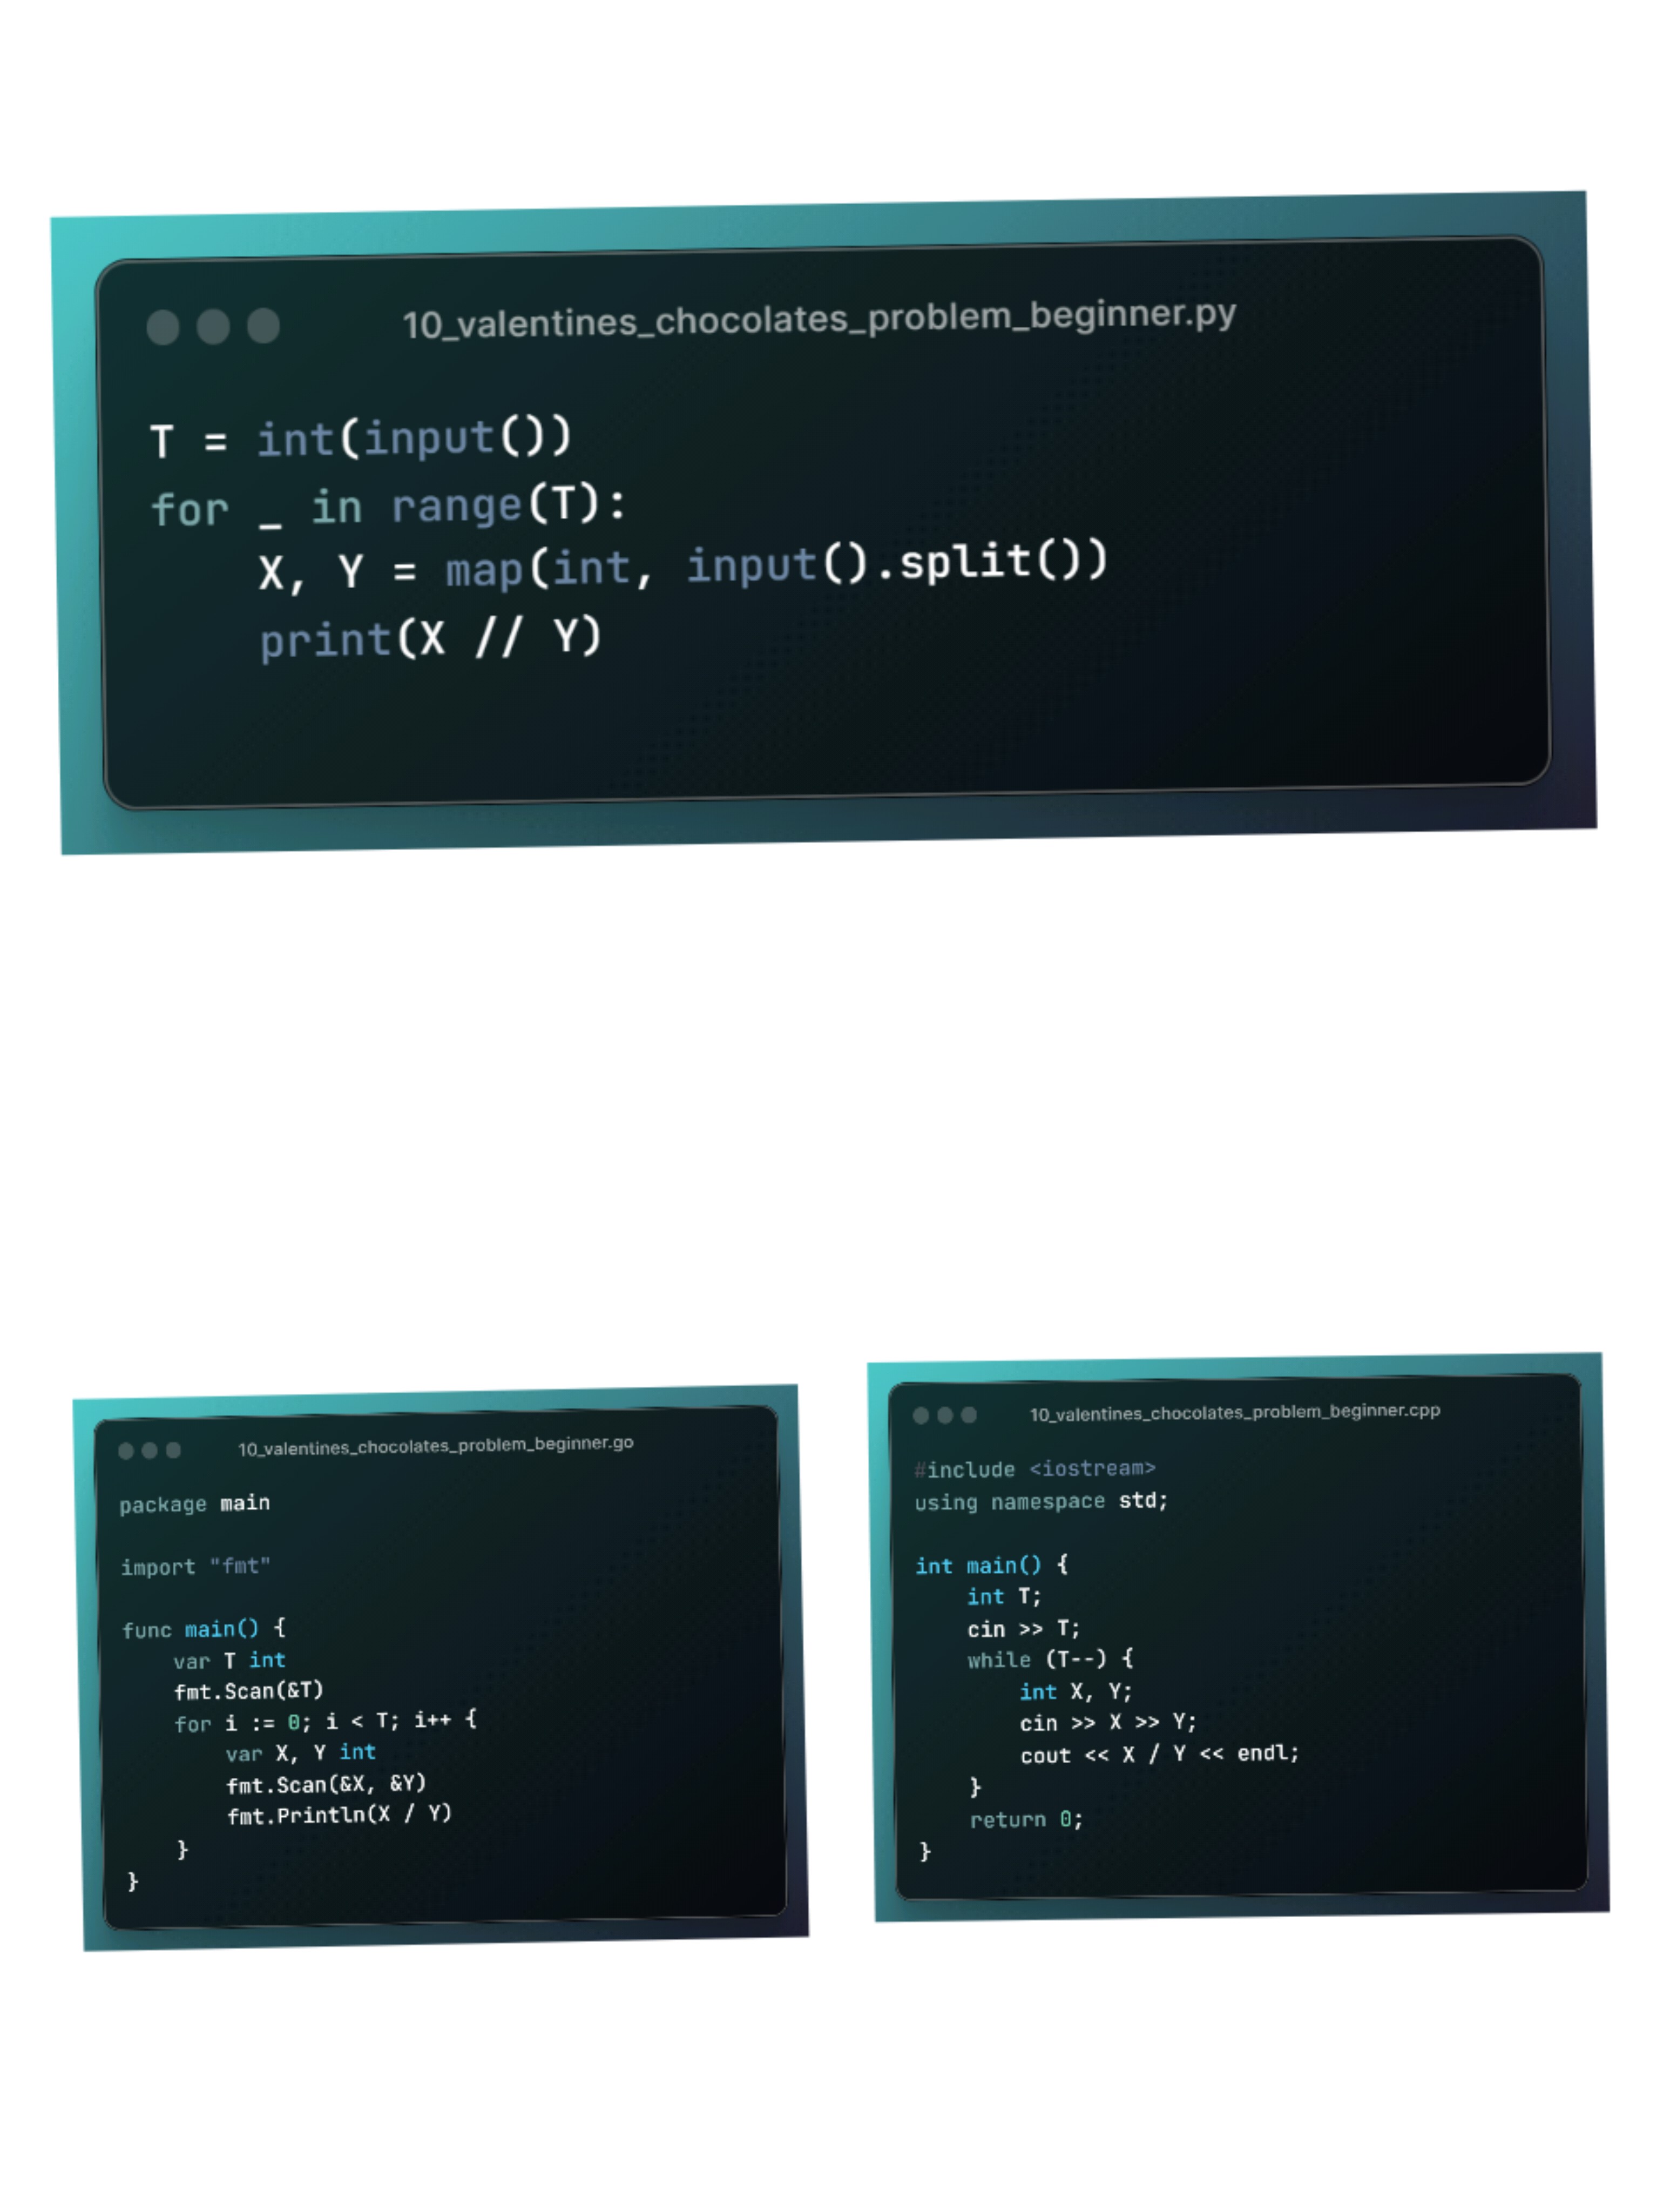 10_valentines_chocolates_problem_beginner.py
T = int(input())
for _ in range(T):
    X, Y = map(int, input().split())
    print(X // Y)
10_valentines_chocolates_problem_beginner.go
package main
import "fmt"
func main() {
    var T int
    fmt.Scan(&T)
    for i := 0; i < T; i++ {
        var X, Y int
        fmt.Scan(&X, &Y)
        fmt.Println(X / Y)
    }
}
10_valentines_chocolates_problem_beginner.cpp
#include <iostream>
using namespace std;
int main() {
    int T;
    cin >> T;
    while (T--) {
        int X, Y;
        cin >> X >> Y;
        cout << X / Y << endl;
    }
    return 0;
}